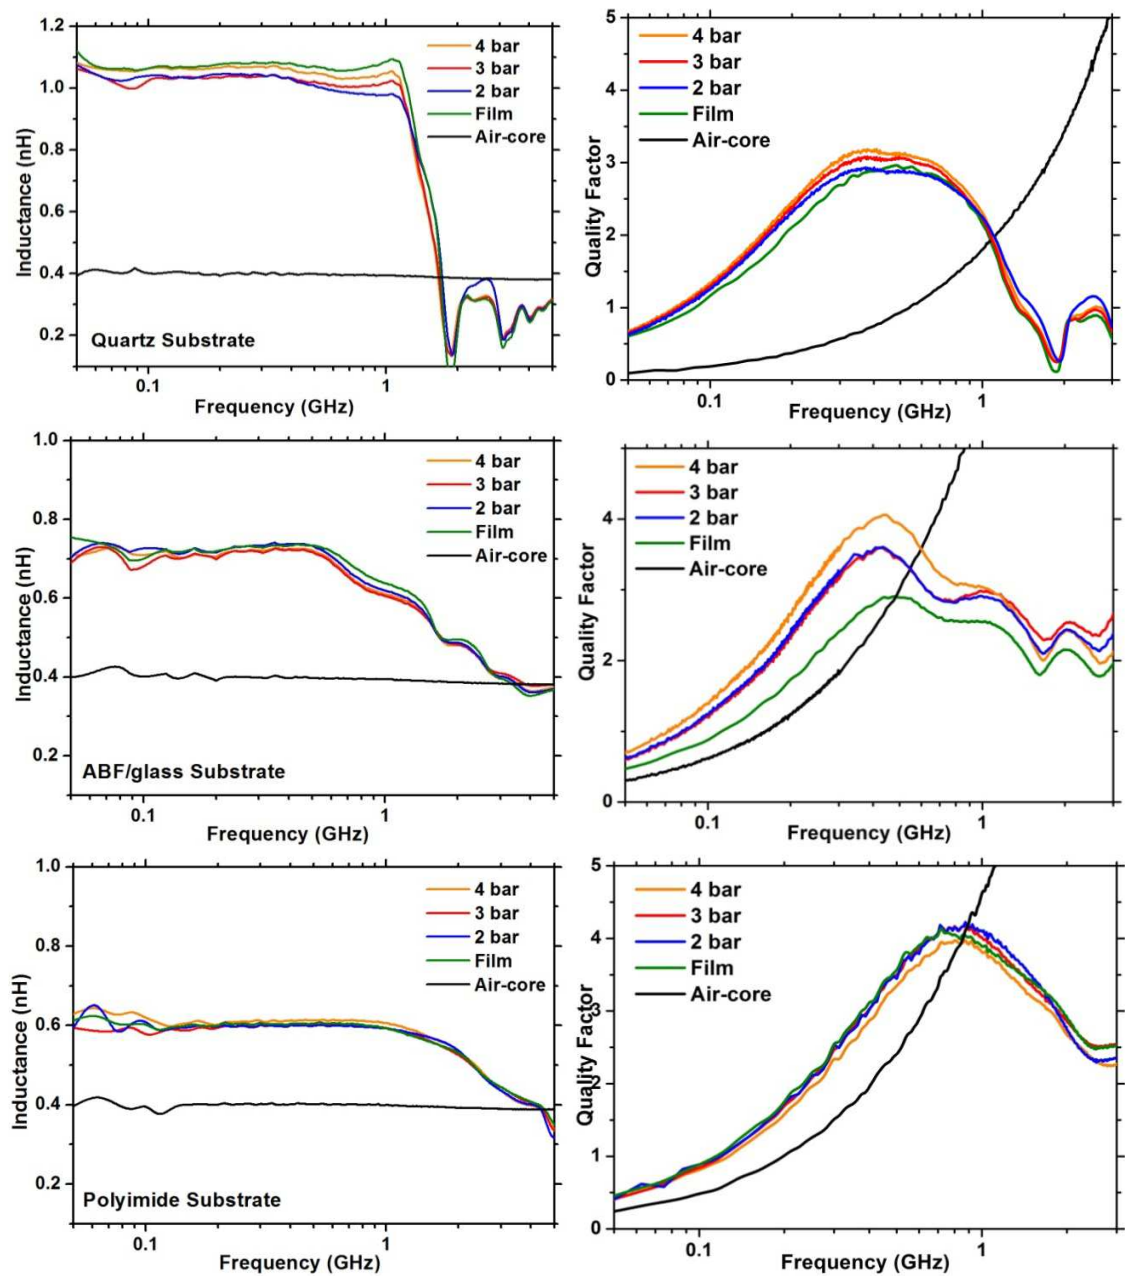 1.2
1.0
0.8
0.6
0.4
0.2
Inductance (nH)
4 bar
3 bar
2 bar
Film
Air-core
Quartz Substrate
0.1
1
Frequency (GHz)
5
4
3
2
1
0
Quality Factor
4 bar
3 bar
2 bar
Film
Air-core
0.1
1
Frequency (GHz)
1.0
0.8
0.6
0.4
0.2
Inductance (nH)
4 bar
3 bar
2 bar
Film
Air-core
ABF/glass Substrate
0.1
1
Frequency (GHz)
4
2
0
Quality Factor
4 bar
3 bar
2 bar
Film
Air-core
0.1
1
Frequency (GHz)
1.0
0.8
0.6
0.4
0.2
Inductance (nH)
4 bar
3 bar
2 bar
Film
Air-core
Polyimide Substrate
0.1
1
Frequency (GHz)
5
4
3
2
1
0
Quality Factor
4 bar
3 bar
2 bar
Film
Air-core
0.1
1
Frequency (GHz)